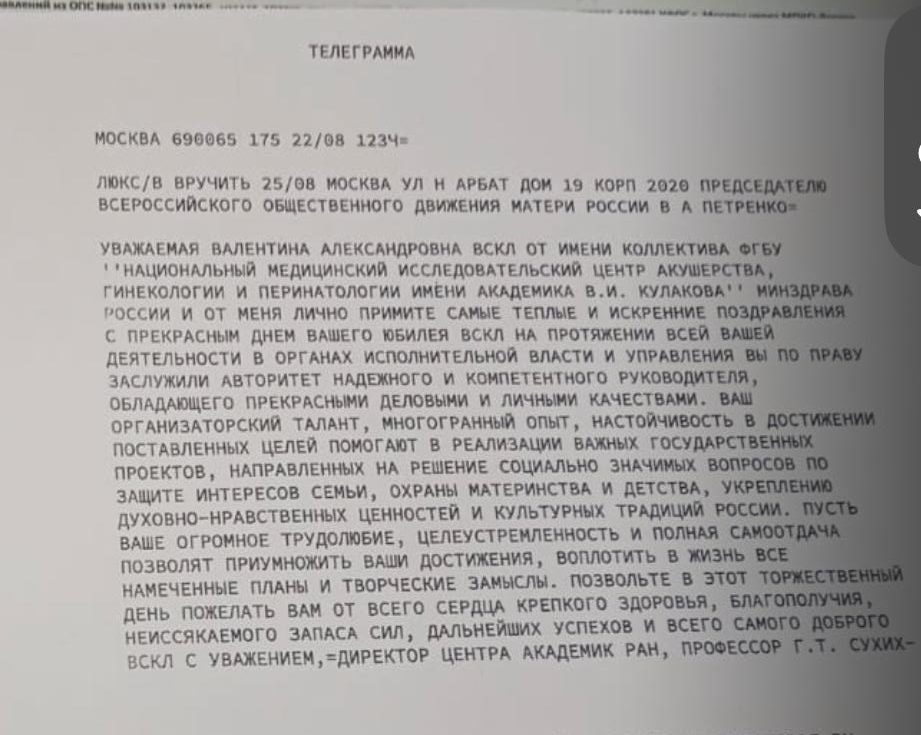 ТЕЛЕГРАММА
МОСКВА 690065 175 22/08 1234=
ЛЮКС/В ВРУЧИТЬ 25/08 МОСКВА УЛ Н АРБАТ ДОМ 19 КОРП 2020 ПРЕДСЕДАТЕЛЮ
ВСЕРОССИЙСКОГО ОБЩЕСТВЕННОГО ДВИЖЕНИЯ МАТЕРИ РОССИИ В А ПЕТРЕНКО=
УВАЖАЕМАЯ ВАЛЕНТИНА АЛЕКСАНДРОВНА ВСКЛ ОТ ИМЕНИ КОЛЛЕКТИВА ФГБУ
''НАЦИОНАЛЬНЫЙ МЕДИЦИНСКИЙ ИССЛЕДОВАТЕЛЬСКИЙ ЦЕНТР АКУШЕРСТВА,
ГИНЕКОЛОГИИ И ПЕРИНАТОЛОГИИ ИМЕНИ АКАДЕМИКА В.И. КУЛАКОВА'' МИНЗДРАВА
РОССИИ И ОТ МЕНЯ ЛИЧНО ПРИМИТЕ САМЫЕ ТЕПЛЫЕ И ИСКРЕННИЕ ПОЗДРАВЛЕНИЯ
С ПРЕКРАСНЫМ ДНЕМ ВАШЕГО ЮБИЛЕЯ ВСКЛ НА ПРОТЯЖЕНИИ ВСЕЙ ВАШЕЙ
ДЕЯТЕЛЬНОСТИ В ОРГАНАХ ИСПОЛНИТЕЛЬНОЙ ВЛАСТИ И УПРАВЛЕНИЯ ВЫ ПО ПРАВУ
ЗАСЛУЖИЛИ АВТОРИТЕТ НАДЕЖНОГО И КОМПЕТЕНТНОГО РУКОВОДИТЕЛЯ,
ОБЛАДАЮЩЕГО ПРЕКРАСНЫМИ ДЕЛОВЫМИ И ЛИЧНЫМИ КАЧЕСТВАМИ. ВАШ
ОРГАНИЗАТОРСКИЙ ТАЛАНТ, МНОГОГРАННЫЙ ОПЫТ, НАСТОЙЧИВОСТЬ В ДОСТИЖЕНИИ
ПОСТАВЛЕННЫХ ЦЕЛЕЙ ПОМОГАЮТ В РЕАЛИЗАЦИИ ВАЖНЫХ ГОСУДАРСТВЕННЫХ
ПРОЕКТОВ, НАПРАВЛЕННЫХ НА РЕШЕНИЕ СОЦИАЛЬНО ЗНАЧИМЫХ ВОПРОСОВ ПО
ЗАЩИТЕ ИНТЕРЕСОВ СЕМЬИ, ОХРАНЫ МАТЕРИНСТВА И ДЕТСТВА, УКРЕПЛЕНИЮ
ДУХОВНО-НРАВСТВЕННЫХ ЦЕННОСТЕЙ И КУЛЬТУРНЫХ ТРАДИЦИЙ РОССИИ. ПУСТЬ
ВАШЕ ОГРОМНОЕ ТРУДОЛЮБИЕ, ЦЕЛЕУСТРЕМЛЕННОСТЬ И ПОЛНАЯ САМООТДАЧА
ПОЗВОЛЯТ ПРИУМНОЖИТЬ ВАШИ ДОСТИЖЕНИЯ, ВОПЛОТИТЬ В ЖИЗНЬ ВСЕ
НАМЕЧЕННЫЕ ПЛАНЫ И ТВОРЧЕСКИЕ ЗАМЫСЛЫ. ПОЗВОЛЬТЕ В ЭТОТ ТОРЖЕСТВЕННЫЙ
ДЕНЬ ПОЖЕЛАТЬ ВАМ ОТ ВСЕГО СЕРДЦА КРЕПКОГО ЗДОРОВЬЯ, БЛАГОПОЛУЧИЯ,
НЕИССЯКАЕМОГО ЗАПАСА СИЛ, ДАЛЬНЕЙШИХ УСПЕХОВ И ВСЕГО САМОГО ДОБРОГО
ВСКЛ С УВАЖЕНИЕМ,=ДИРЕКТОР ЦЕНТРА АКАДЕМИК РАН, ПРОФЕССОР Г.Т. СУХИХ-